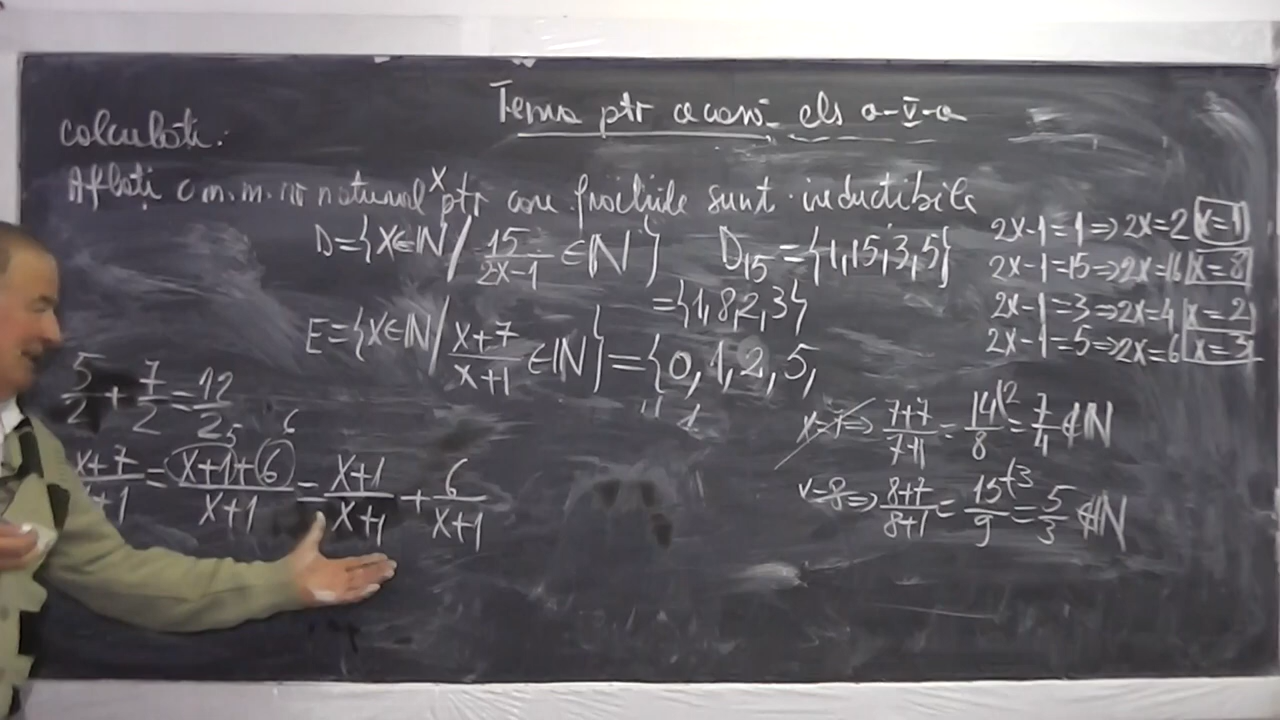 Tema ptr acasă cls a-V-a
Calculați:
Aflați c m.m. nr natural x ptr care fracțiile sunt ireductibile
D={x∈ℕ / 15/(2x-1) ∈ℕ} D₁₅={1,15,3,5}
={1,8,2,3}
2x-1=1⇒2x=2 x=1
2x-1=15⇒2x=16 x=8
2x-1=3⇒2x=4 x=2
2x-1=5⇒2x=6 x=3
E={x∈ℕ / (x+7)/(x+1) ∈ℕ}={0,1,2,5,
5/2 + 7/2 = 12/2
6
(x+7)/(x+1) = (x+1+6)/(x+1) = (x+1)/(x+1) + 6/(x+1)
x=7⇒ (7+7)/(7+1) = 14/8 (2 = 7/4 ∉ℕ
x=8⇒ (8+7)/(8+1) = 15/9 (3 = 5/3 ∉ℕ